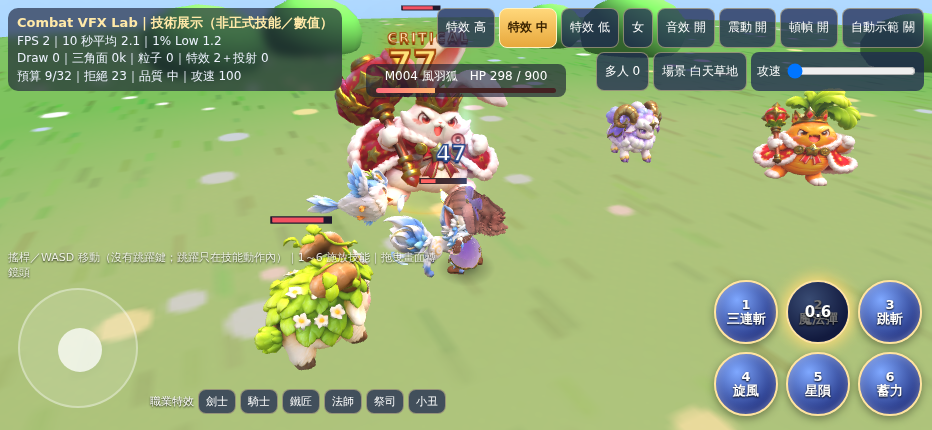 Combat VFX Lab | 技術展示（非正式技能／數值）
FPS 2 | 10 秒平均 2.1 | 1% Low 1.2
Draw 0 | 三角面 0k | 粒子 0 | 特效 2 + 投射 0
預算 9/32 | 拒絕 23 | 品質 中 | 攻速 100
特效 高
特效 中
特效 低
女
音效 開
震動 開
頓幀 開
自動示範 關
多人 0
場景 白天草地
攻速
CRITICAL
77
M004 風羽狐 HP 298 / 900
47
搖桿／WASD 移動（沒有跳躍鍵；跳躍只在技能動作內） | 1～6 施放技能 | 拖曳畫面轉
鏡頭
1
三連斬
2
魔法彈
0.6
3
跳斬
4
旋風
5
星隕
6
蓄力
職業特效
劍士
騎士
鐵匠
法師
祭司
小丑